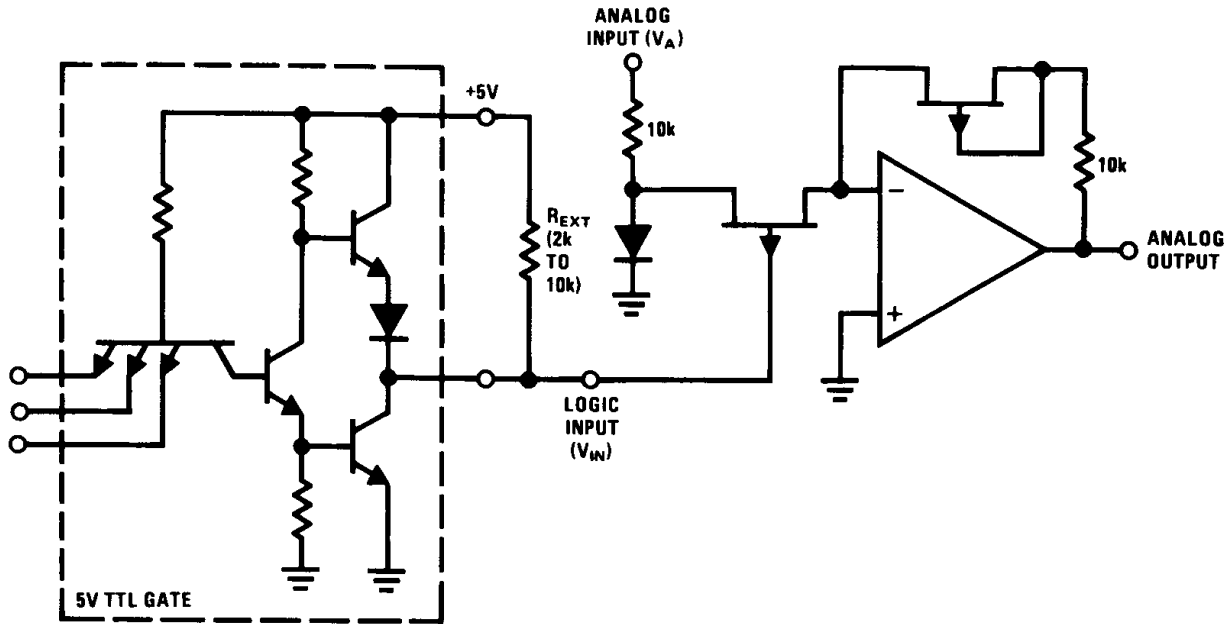 ANALOG
INPUT (VA)
+5V
10k
10k
REXT
(2k
TO
10k)
−
+
ANALOG
OUTPUT
LOGIC
INPUT
(VIN)
5V TTL GATE